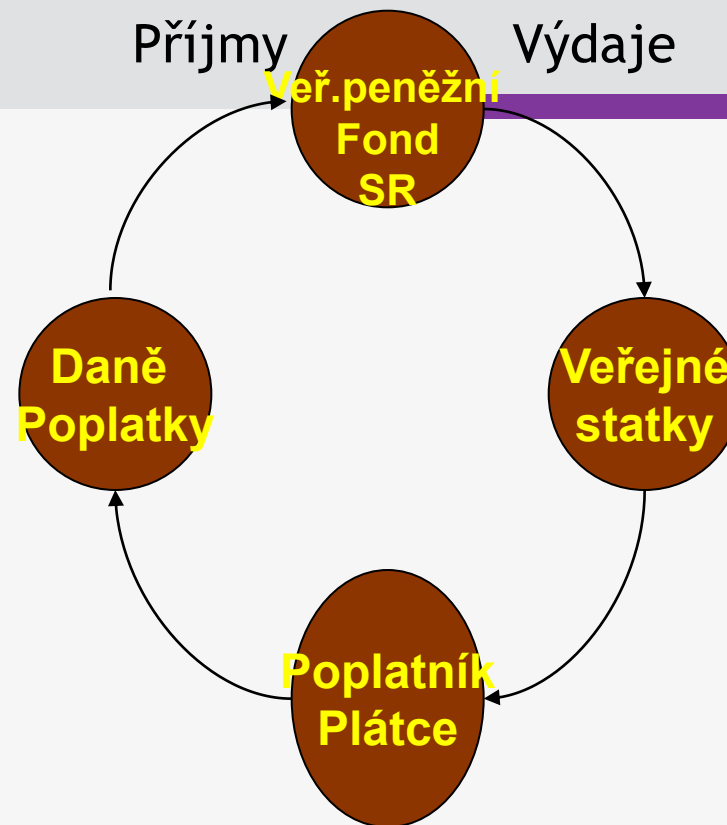 Příjmy
Výdaje
Veř.peněžní
Fond
SR
Daně
Poplatky
Veřejné
statky
Poplatník
Plátce